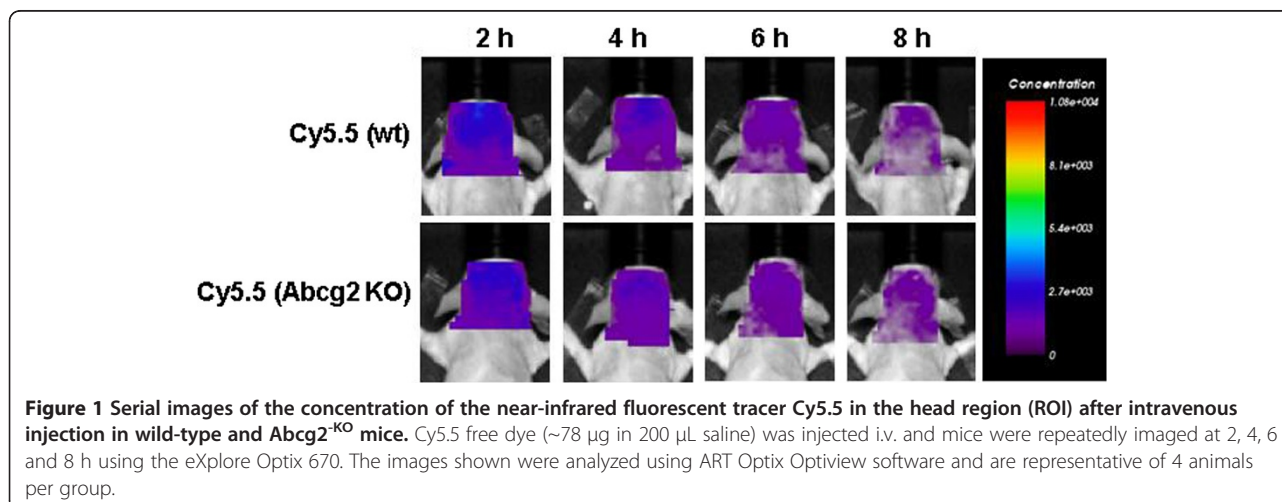 2 h 4 h 6 h 8 h
Cy5.5 (wt)
Cy5.5 (Abcg2 KO)
Concentration
1.08e+004
8.1e+003
5.4e+003
2.7e+003
0
Figure 1 Serial images of the concentration of the near-infrared fluorescent tracer Cy5.5 in the head region (ROI) after intravenous
injection in wild-type and Abcg2-KO mice. Cy5.5 free dye (~78 μg in 200 μL saline) was injected i.v. and mice were repeatedly imaged at 2, 4, 6
and 8 h using the eXplore Optix 670. The images shown were analyzed using ART Optix Optiview software and are representative of 4 animals
per group.